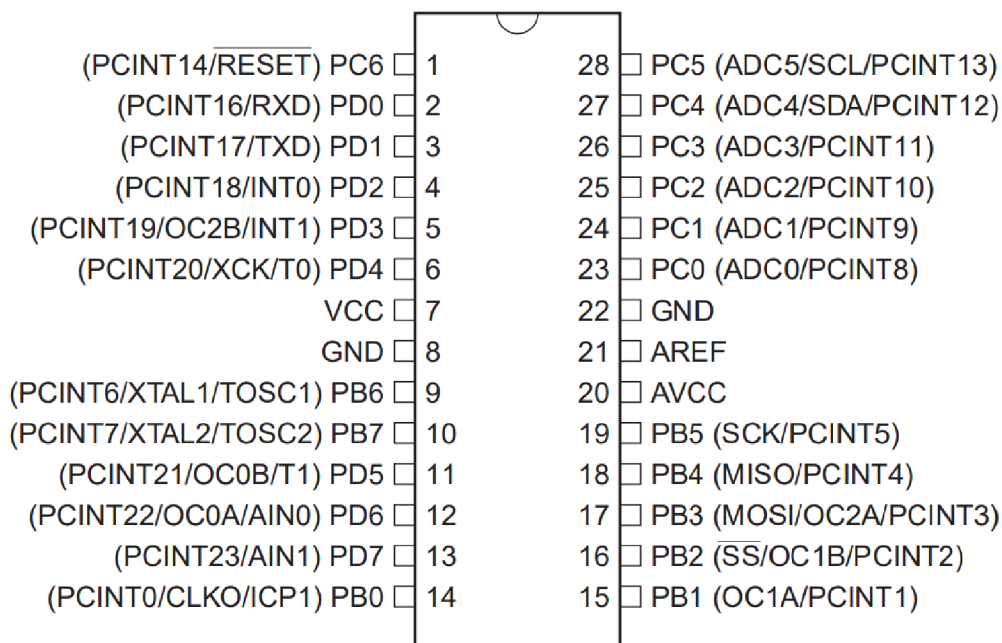 (PCINT14/RESET) PC6 1 28 PC5 (ADC5/SCL/PCINT13)
(PCINT16/RXD) PD0 2 27 PC4 (ADC4/SDA/PCINT12)
(PCINT17/TXD) PD1 3 26 PC3 (ADC3/PCINT11)
(PCINT18/INT0) PD2 4 25 PC2 (ADC2/PCINT10)
(PCINT19/OC2B/INT1) PD3 5 24 PC1 (ADC1/PCINT9)
(PCINT20/XCK/T0) PD4 6 23 PC0 (ADC0/PCINT8)
VCC 7 22 GND
GND 8 21 AREF
(PCINT6/XTAL1/TOSC1) PB6 9 20 AVCC
(PCINT7/XTAL2/TOSC2) PB7 10 19 PB5 (SCK/PCINT5)
(PCINT21/OC0B/T1) PD5 11 18 PB4 (MISO/PCINT4)
(PCINT22/OC0A/AIN0) PD6 12 17 PB3 (MOSI/OC2A/PCINT3)
(PCINT23/AIN1) PD7 13 16 PB2 (SS/OC1B/PCINT2)
(PCINT0/CLKO/ICP1) PB0 14 15 PB1 (OC1A/PCINT1)